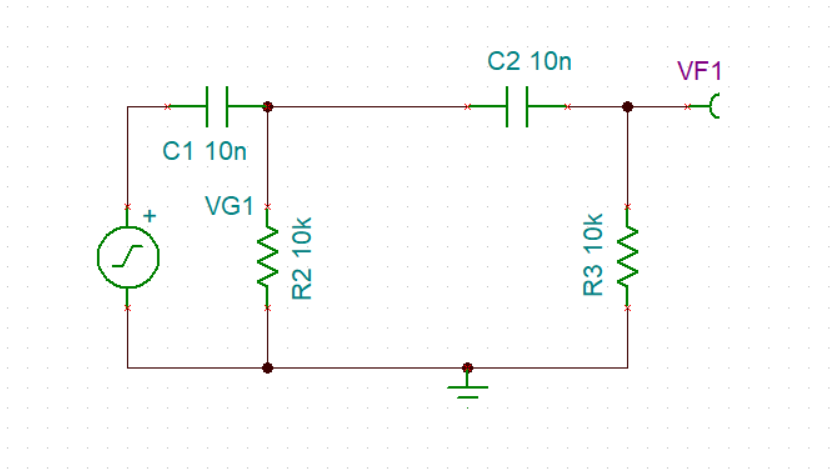 C2 10n
VF1
C1 10n
VG1
+
R2 10k
R3 10k